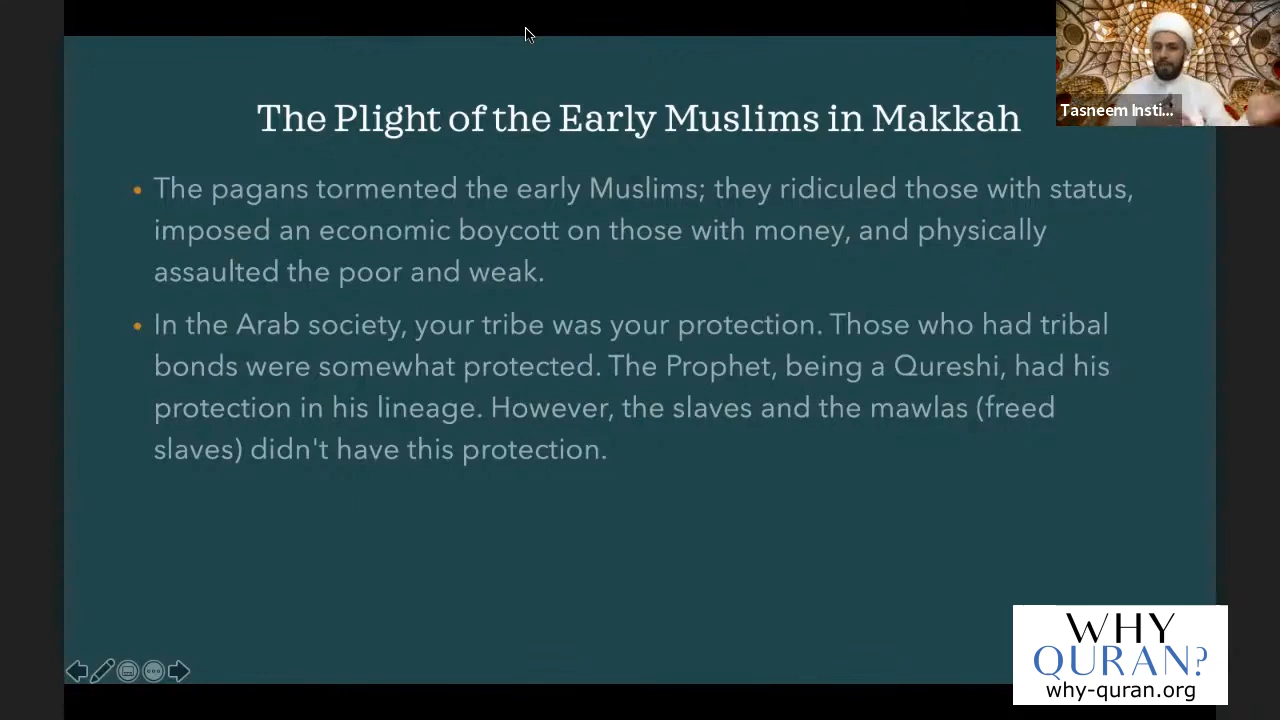 The Plight of the Early Muslims in Makkah
Tasneem Insti...
• The pagans tormented the early Muslims; they ridiculed those with status,
imposed an economic boycott on those with money, and physically
assaulted the poor and weak.
• In the Arab society, your tribe was your protection. Those who had tribal
bonds were somewhat protected. The Prophet, being a Qureshi, had his
protection in his lineage. However, the slaves and the mawlas (freed
slaves) didn't have this protection.
WHY
QURAN?
why-quran.org